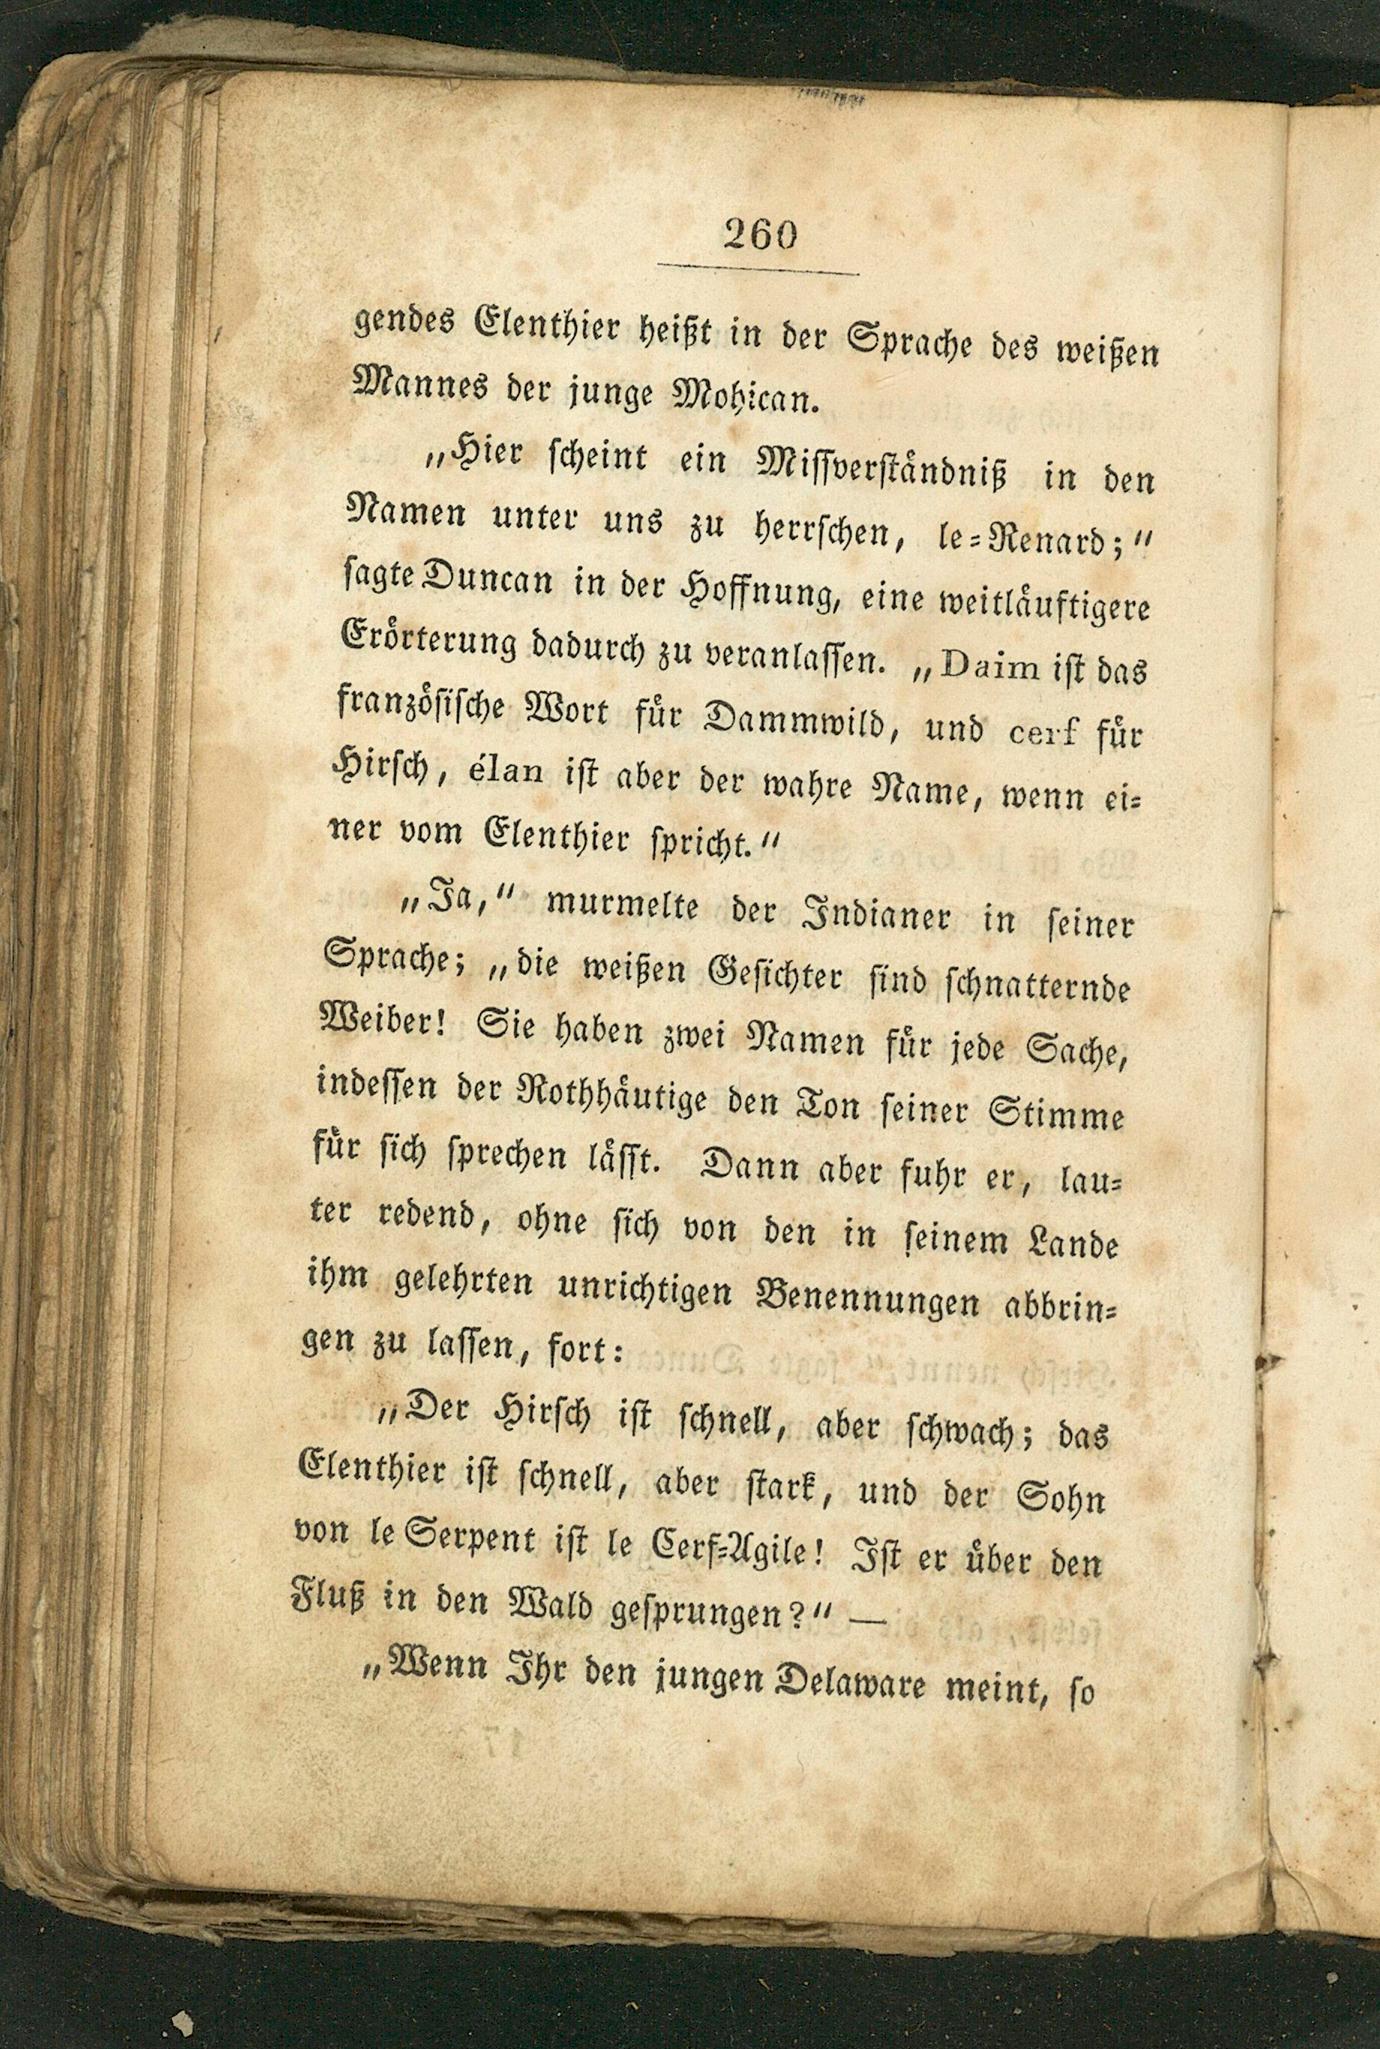 260
gendes Elenthier heißt in der Sprache des weißen
Mannes der junge Mohican.
„Hier scheint ein Missverständniß in den
Namen unter uns zu herrschen, le-Renard;“
sagte Duncan in der Hoffnung, eine weitläuftigere
Erörterung dadurch zu veranlassen. „Daim ist das
französische Wort für Dammwild, und cerf für
Hirsch, élan ist aber der wahre Name, wenn ei-
ner vom Elenthier spricht.“
„Ja,“ murmelte der Indianer in seiner
Sprache; „die weißen Gesichter sind schnatternde
Weiber! Sie haben zwei Namen für jede Sache,
indessen der Rothhäutige den Ton seiner Stimme
für sich sprechen lässt. Dann aber fuhr er, lau-
ter redend, ohne sich von den in seinem Lande
ihm gelehrten unrichtigen Benennungen abbrin-
gen zu lassen, fort:
„Der Hirsch ist schnell, aber schwach; das
Elenthier ist schnell, aber stark, und der Sohn
von le Serpent ist le Cerf-Agile! Ist er über den
Fluß in den Wald gesprungen?“ —
„Wenn Ihr den jungen Delaware meint, so